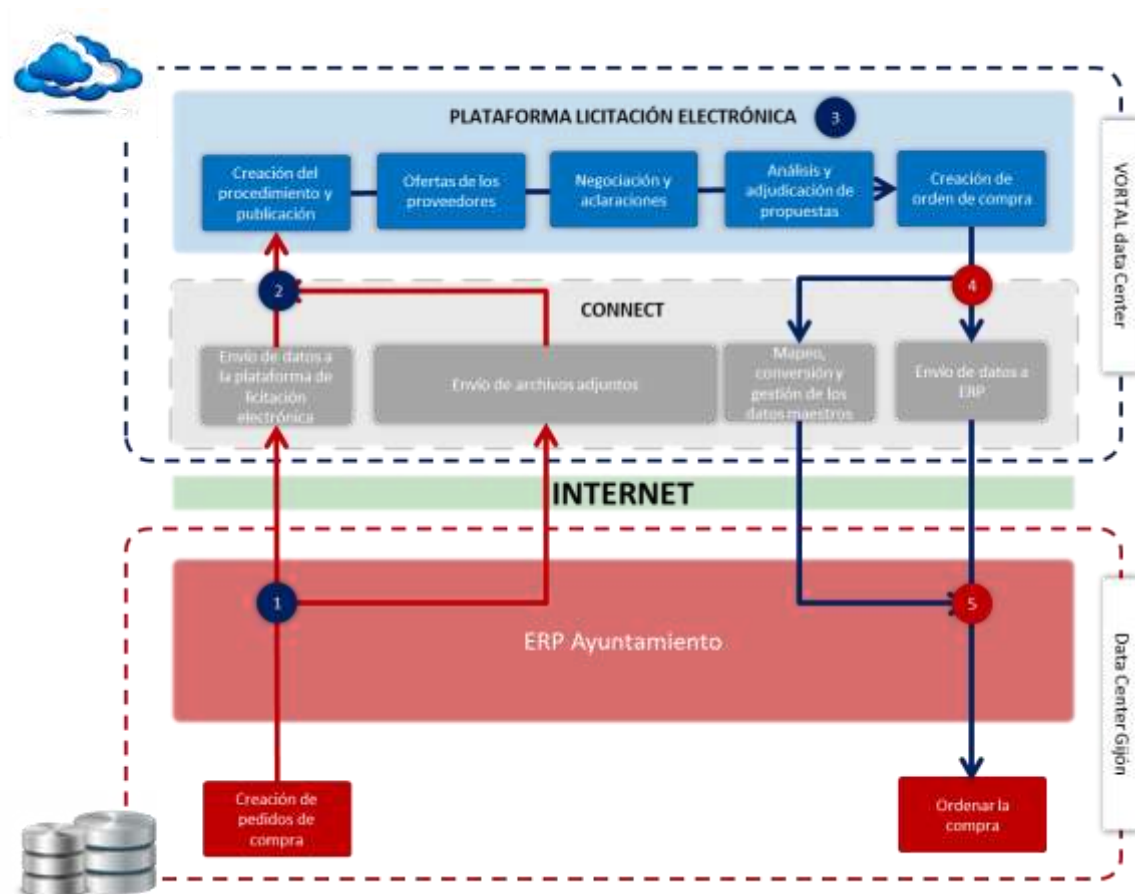 PLATAFORMA LICITACIÓN ELECTRÓNICA
3
Creación del
procedimiento y
publicación
Ofertas de los
proveedores
Negociación y
aclaraciones
Análisis y
adjudicación de
propuestas
Creación de
orden de compra
VORTAL data Center
2
4
CONNECT
Envío de datos a
la plataforma de
licitación
electrónica
Envío de archivos adjuntos
Mapeo,
conversión y
gestión de los
datos maestros
Envío de datos a
ERP
INTERNET
1
5
ERP Ayuntamiento
Data Center Gijón
Creación de
pedidos de
compra
Ordenar la
compra